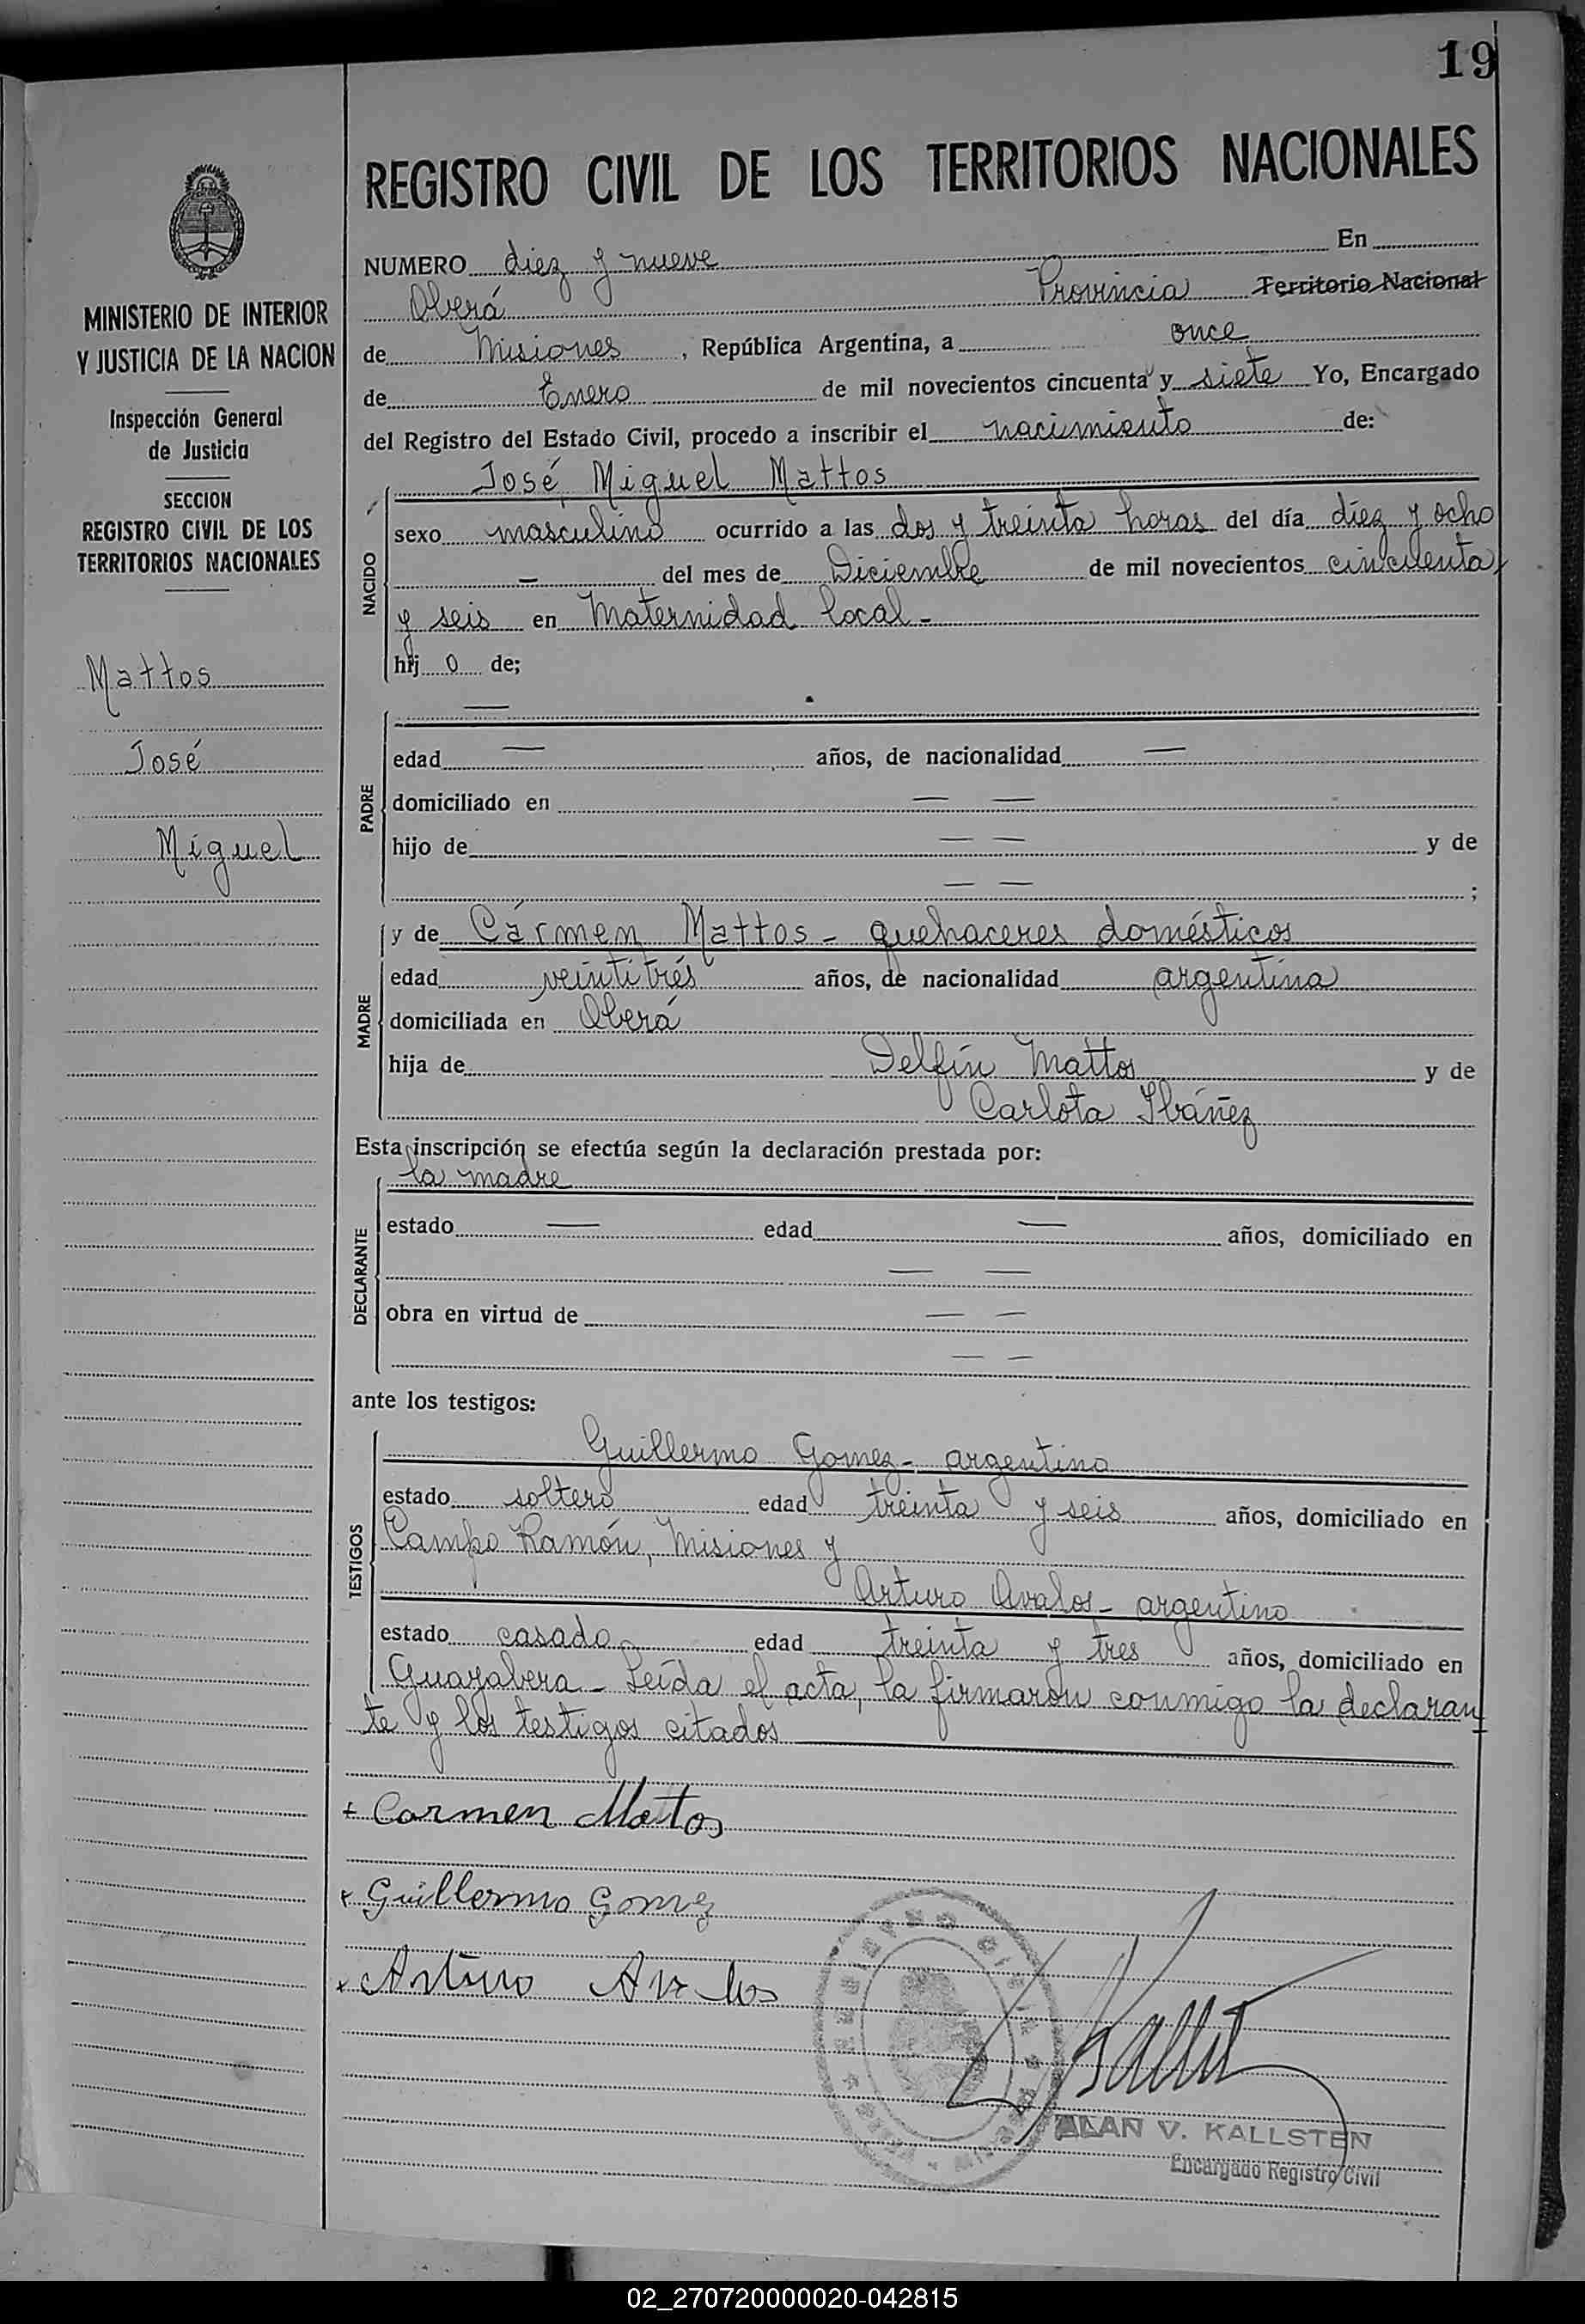 19
REGISTRO CIVIL DE LOS TERRITORIOS NACIONALES
MINISTERIO DE INTERIOR
Y JUSTICIA DE LA NACION
Inspección General
de Justicia
SECCION
REGISTRO CIVIL DE LOS
TERRITORIOS NACIONALES
Mattos
José
Miguel
NUMERO diez y nueve En
Oberá Provincia Territorio Nacional
de Misiones, República Argentina, a once
de Enero de mil novecientos cincuenta y siete Yo, Encargado
del Registro del Estado Civil, procedo a inscribir el nacimiento de:
NACIDO
José Miguel Mattos
sexo masculino ocurrido a las dos y treinta horas del día diez y ocho
— del mes de Diciembre de mil novecientos cincuenta
y seis en Maternidad local -
hij o de;
PADRE
—
edad — años, de nacionalidad —
domiciliado en — —
hijo de — — y de
— — ;
MADRE
y de Cármen Mattos - quehaceres domésticos
edad veintitrés años, de nacionalidad argentina
domiciliada en Oberá
hija de Delfín Mattos y de
Carlota Ibáñez
Esta inscripción se efectúa según la declaración prestada por:
DECLARANTE
la madre
estado — edad — años, domiciliado en
— —
obra en virtud de — —
— —
ante los testigos:
TESTIGOS
Guillermo Gomez - argentino
estado soltero edad treinta y seis años, domiciliado en
Campo Ramón, Misiones y
Arturo Avalos - argentino
estado casado edad treinta y tres años, domiciliado en
Guayabera - Leída el acta, la firmaron conmigo la declaran
te y los testigos citados
Carmen Matos
Guillermo Gomez
Arturo Avalos
REGISTRO CIVIL
ALAN V. KALLSTEN
Encargado Registro Civil
02_270720000020-042815